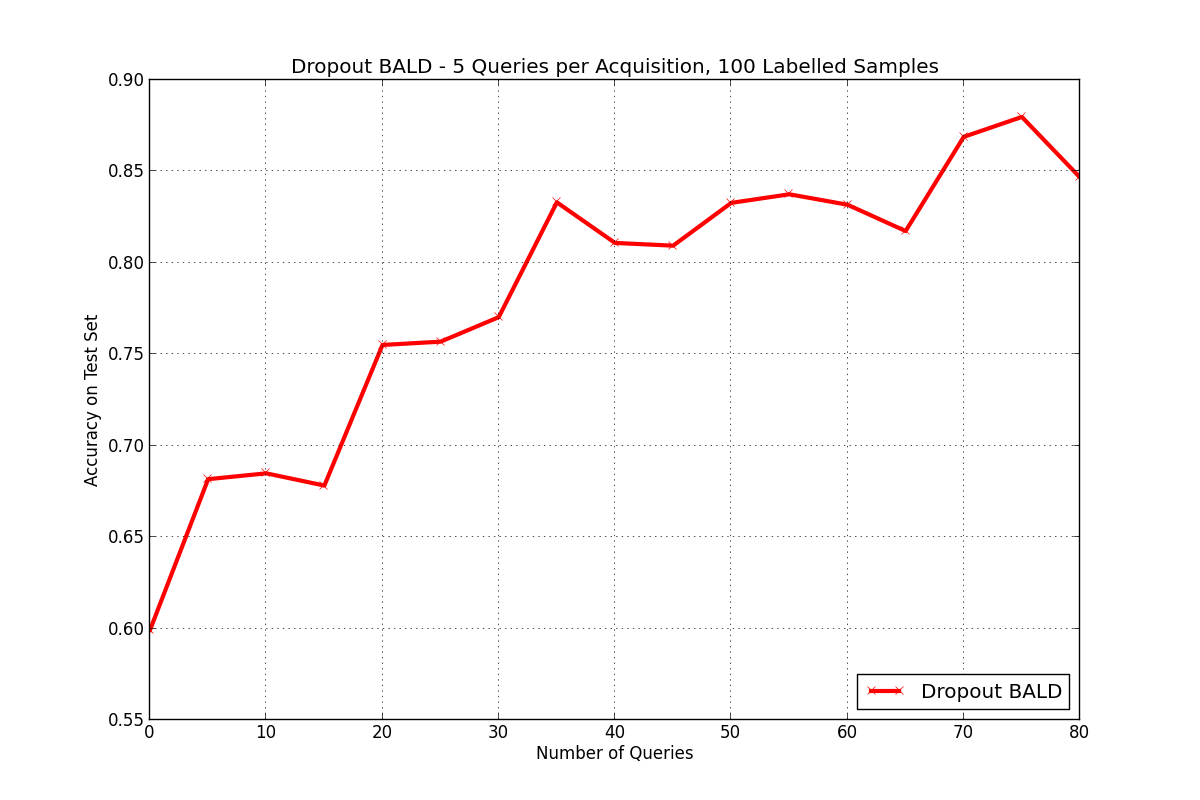 Dropout BALD - 5 Queries per Acquisition, 100 Labelled Samples
0.90
0.85
0.80
0.75
0.70
0.65
0.60
0.55
Accuracy on Test Set
Dropout BALD
0 10 20 30 40 50 60 70 80
Number of Queries